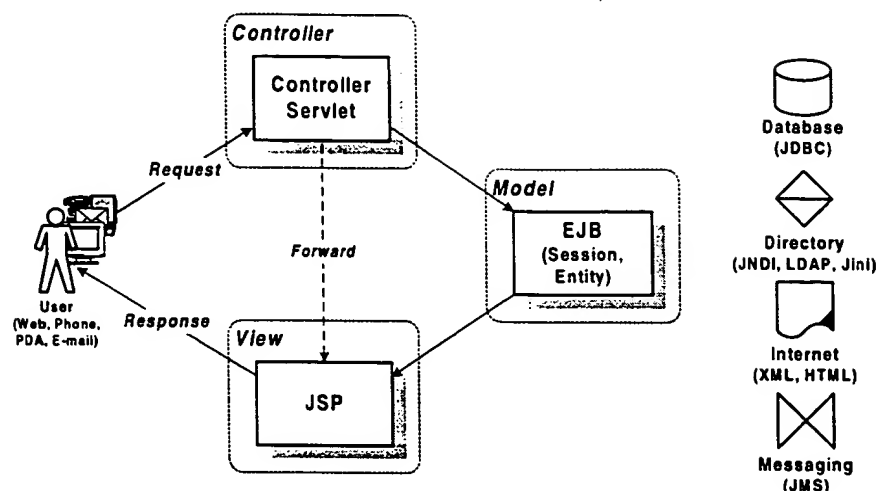 Controller
Controller
Servlet
Request
Model
EJB
(Session,
Entity)
Forward
User
(Web, Phone,
PDA, E-mail)
Response
View
JSP
Database
(JDBC)
Directory
(JNDI, LDAP, Jini)
Internet
(XML, HTML)
Messaging
(JMS)